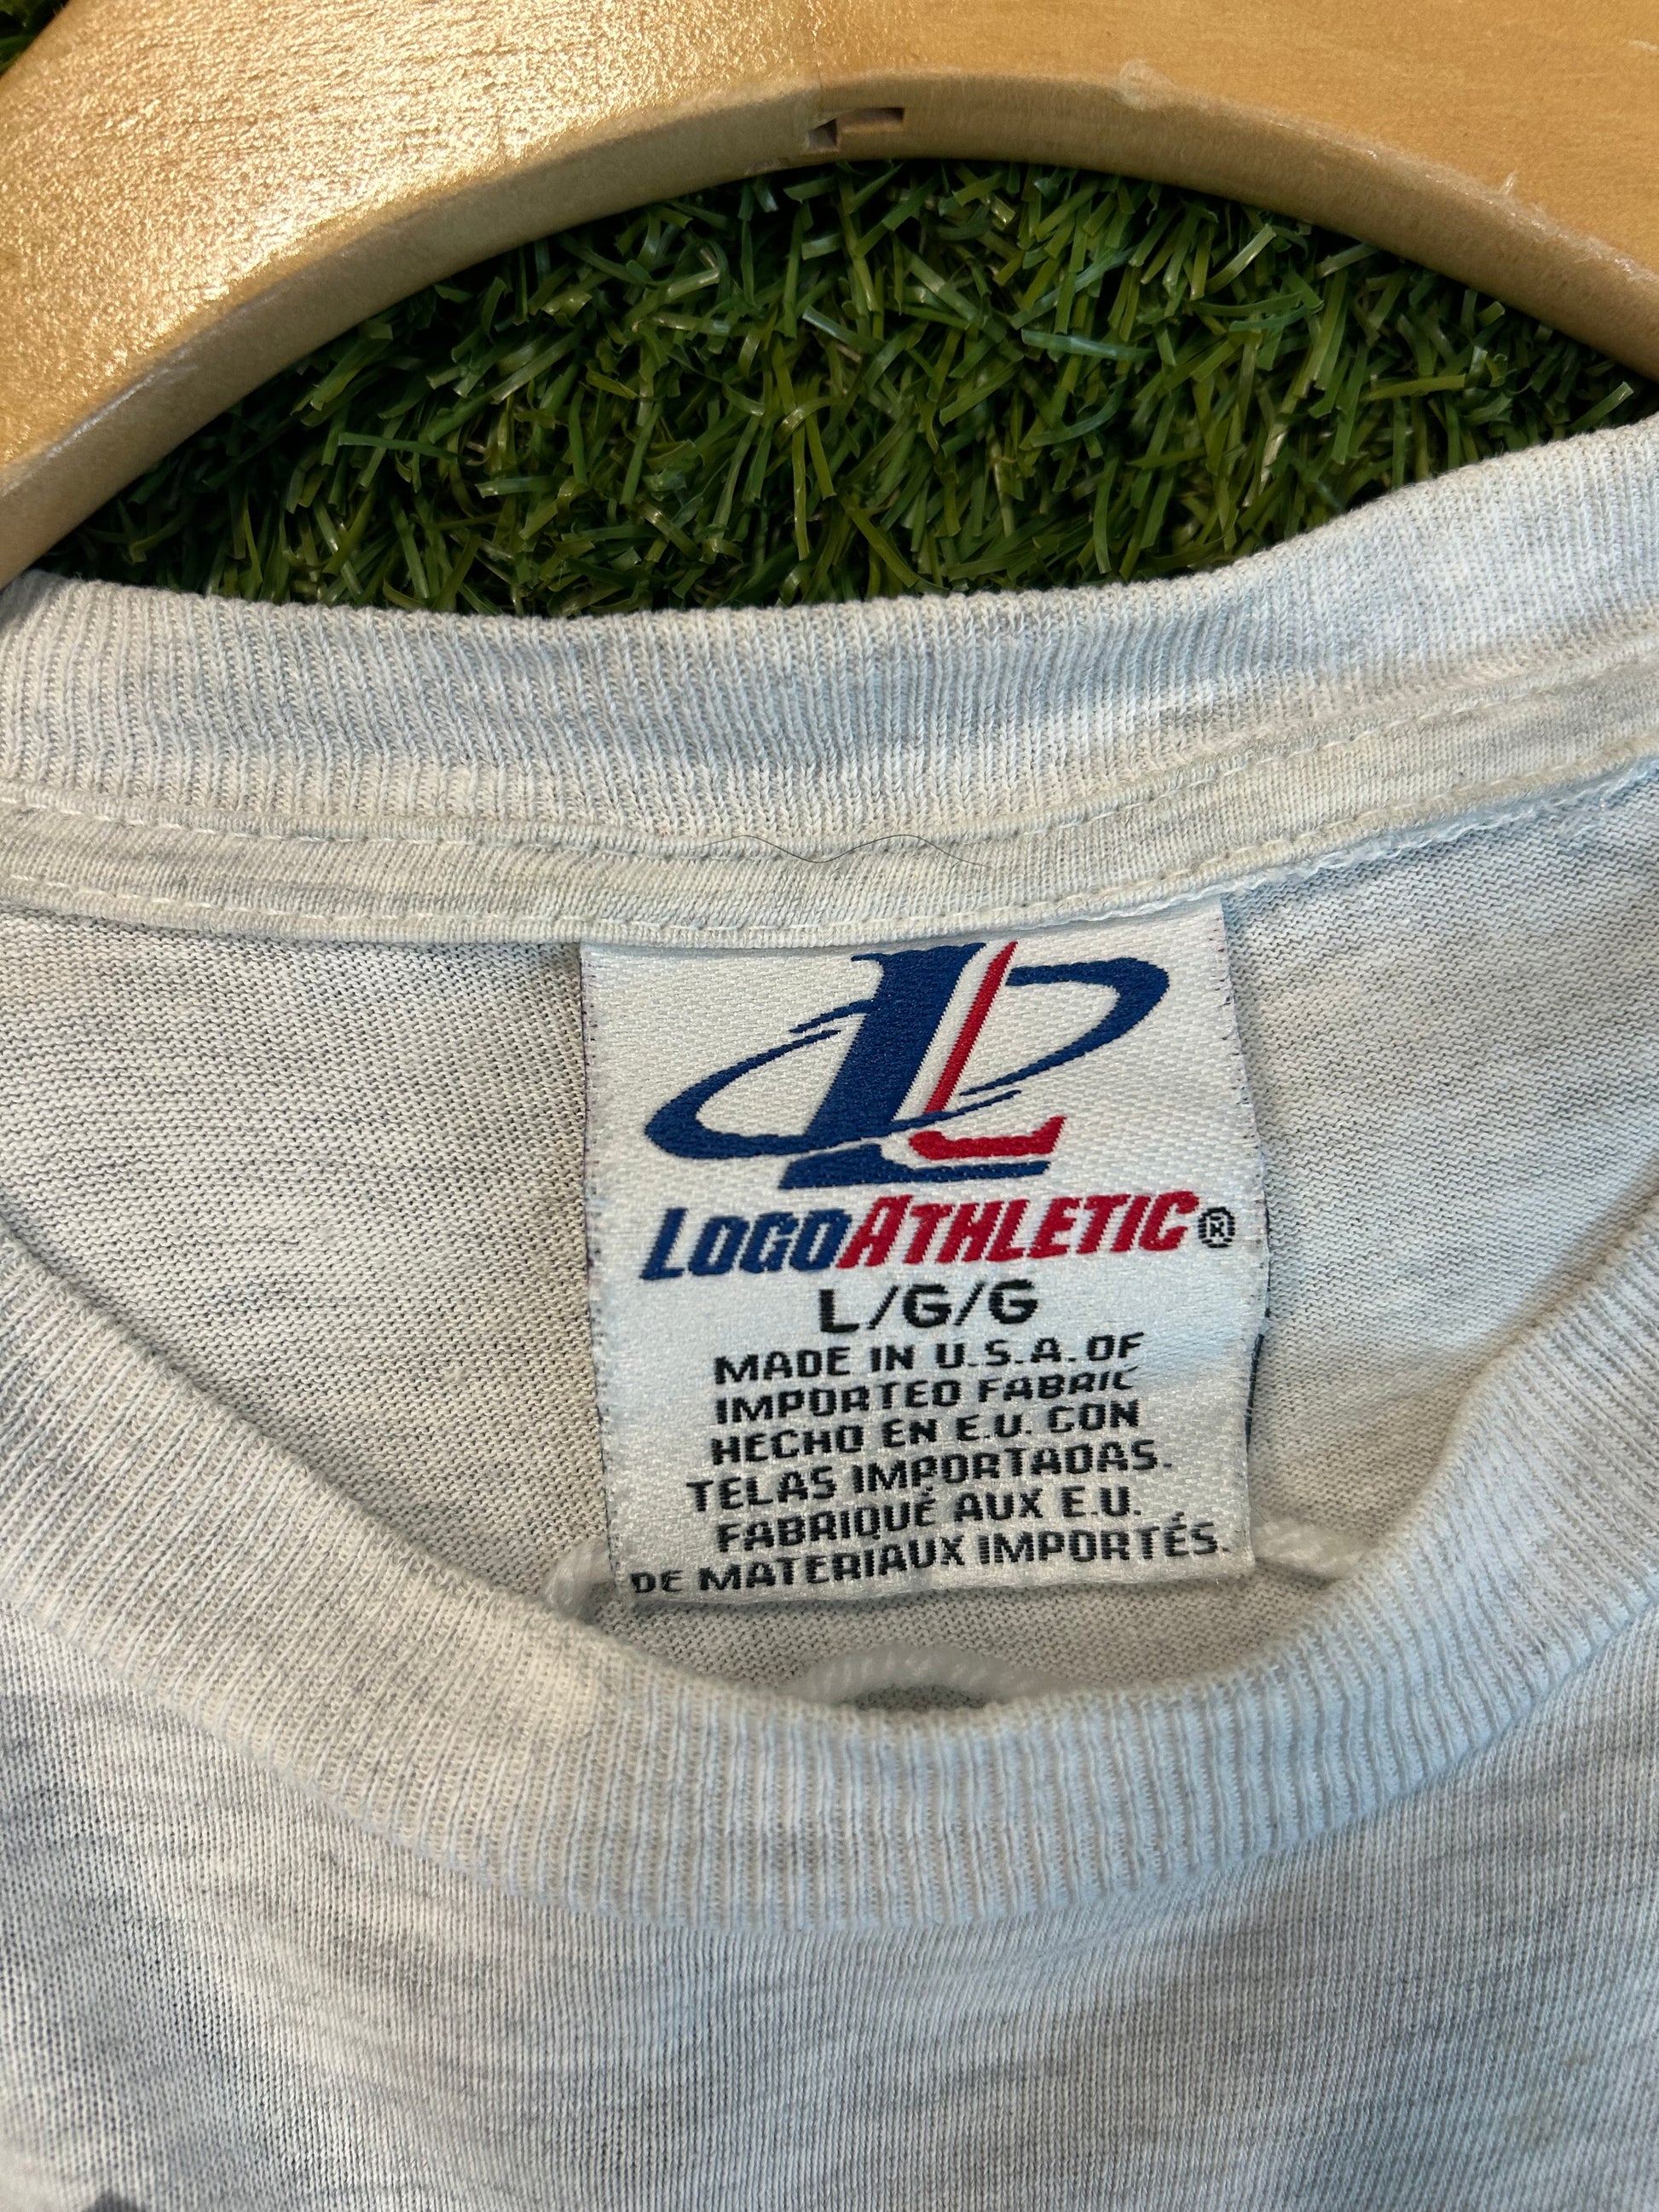 L
LOGOATHLETIC®
L/G/G
MADE IN U.S.A. OF
IMPORTED FABRIC
HECHO EN E.U. CON
TELAS IMPORTADAS.
FABRIQUÉ AUX E.U.
DE MATERIAUX IMPORTÉS.